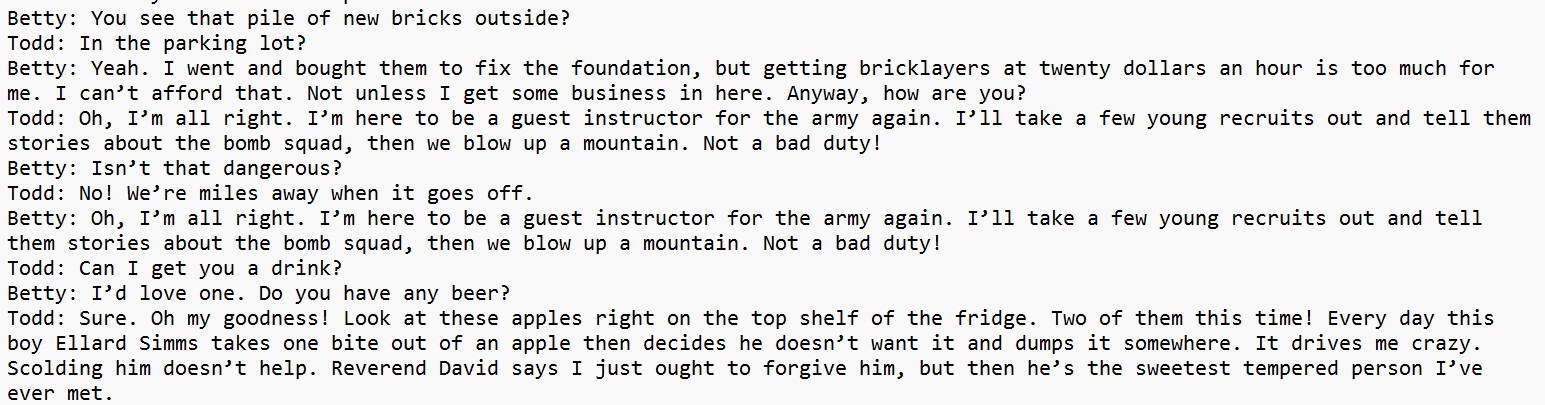 Betty: You see that pile of new bricks outside?
Todd: In the parking lot?
Betty: Yeah. I went and bought them to fix the foundation, but getting bricklayers at twenty dollars an hour is too much for
me. I can’t afford that. Not unless I get some business in here. Anyway, how are you?
Todd: Oh, I’m all right. I’m here to be a guest instructor for the army again. I’ll take a few young recruits out and tell them
stories about the bomb squad, then we blow up a mountain. Not a bad duty!
Betty: Isn’t that dangerous?
Todd: No! We’re miles away when it goes off.
Betty: Oh, I’m all right. I’m here to be a guest instructor for the army again. I’ll take a few young recruits out and tell
them stories about the bomb squad, then we blow up a mountain. Not a bad duty!
Todd: Can I get you a drink?
Betty: I’d love one. Do you have any beer?
Todd: Sure. Oh my goodness! Look at these apples right on the top shelf of the fridge. Two of them this time! Every day this
boy Ellard Simms takes one bite out of an apple then decides he doesn’t want it and dumps it somewhere. It drives me crazy.
Scolding him doesn’t help. Reverend David says I just ought to forgive him, but then he’s the sweetest tempered person I’ve
ever met.